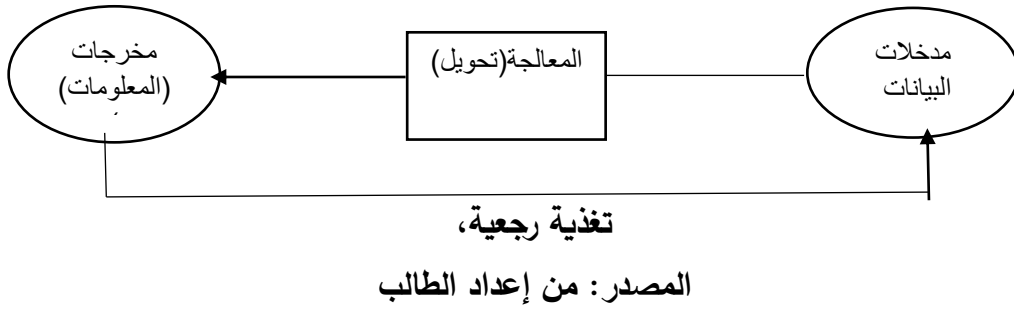 مدخلات
البيانات
المعالجة(تحويل)
مخرجات
(المعلومات)
تغذية رجعية،
المصدر: من إعداد الطالب